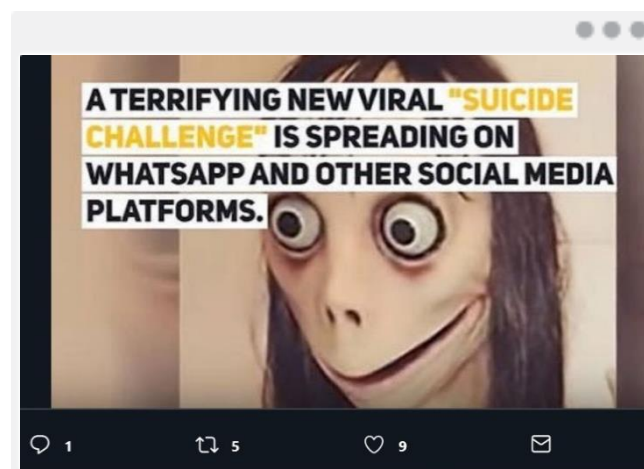 A TERRIFYING NEW VIRAL "SUICIDE
CHALLENGE" IS SPREADING ON
WHATSAPP AND OTHER SOCIAL MEDIA
PLATFORMS.
1 5 9